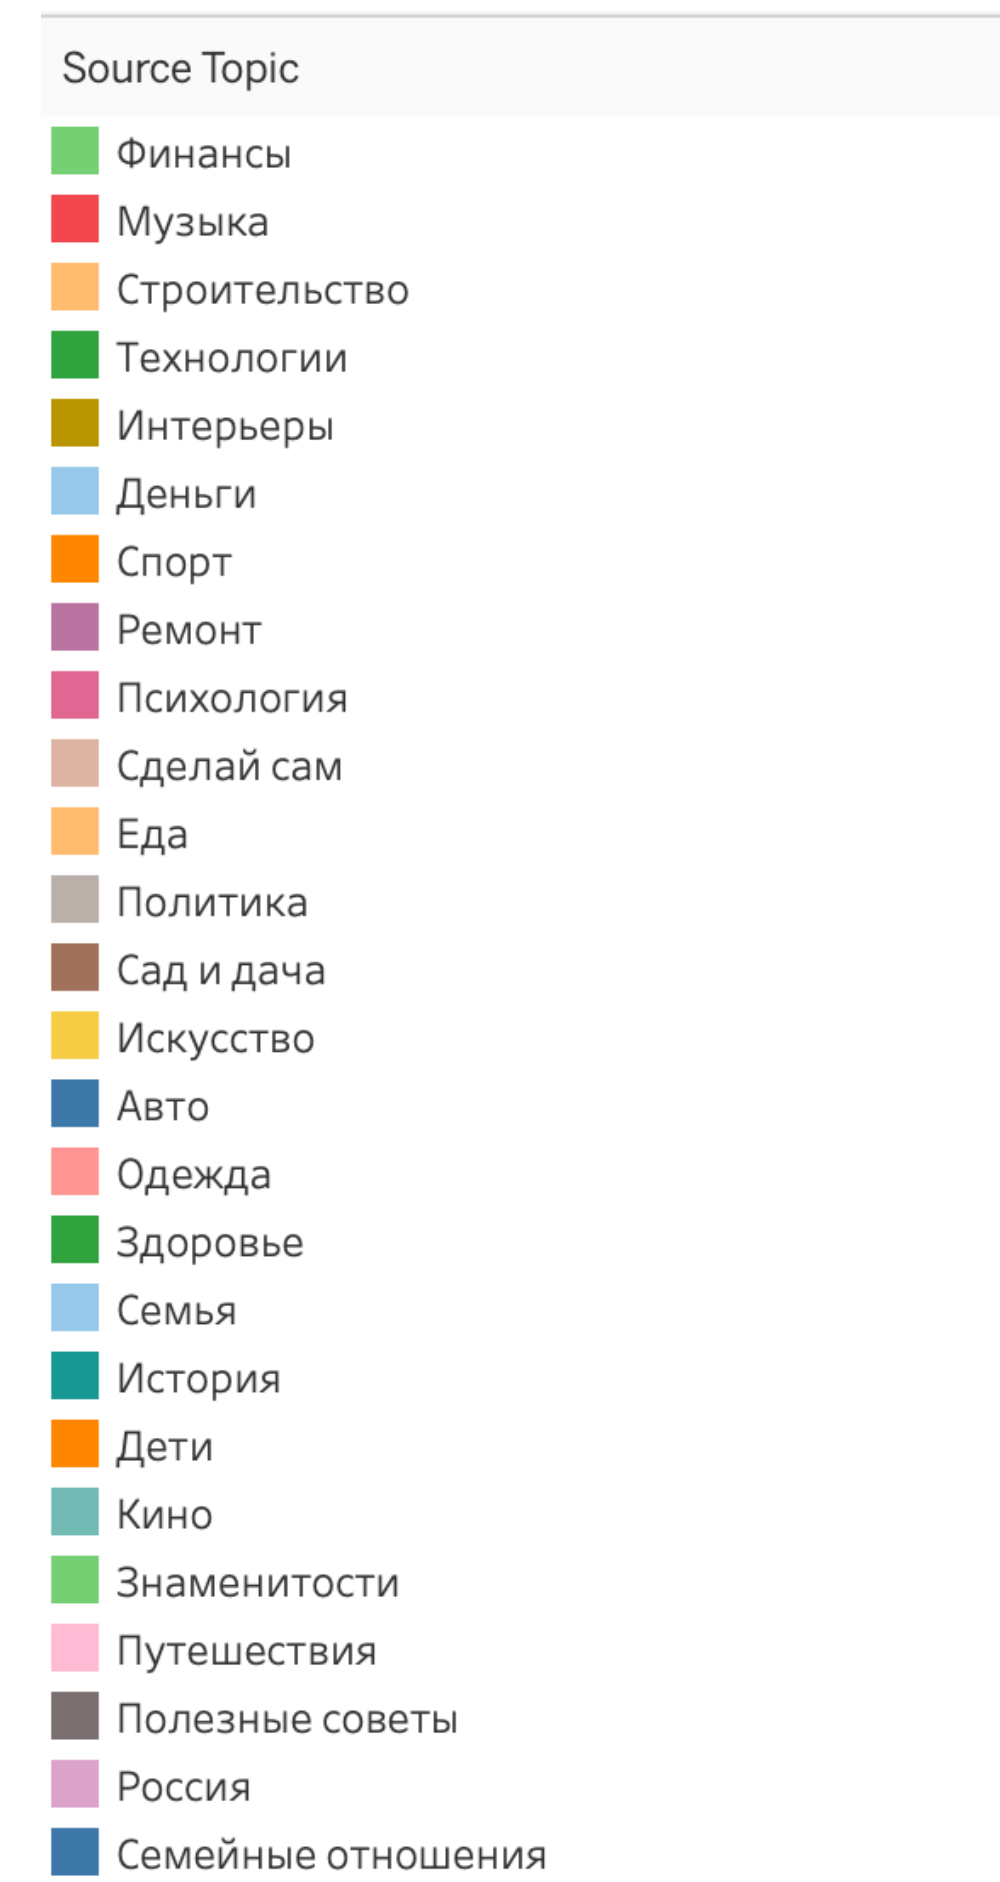 Source Topic
Финансы
Музыка
Строительство
Технологии
Интерьеры
Деньги
Спорт
Ремонт
Психология
Сделай сам
Еда
Политика
Сад и дача
Искусство
Авто
Одежда
Здоровье
Семья
История
Дети
Кино
Знаменитости
Путешествия
Полезные советы
Россия
Семейные отношения